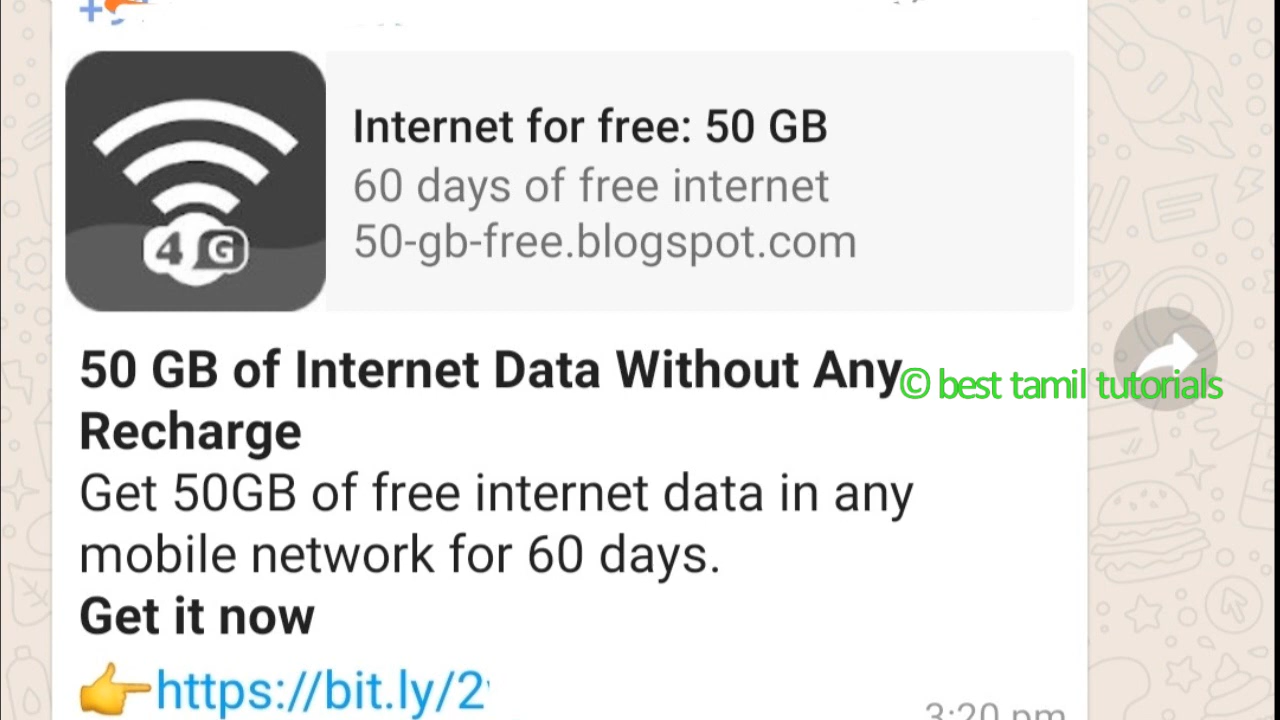 4G
Internet for free: 50 GB
60 days of free internet
50-gb-free.blogspot.com
50 GB of Internet Data Without Any
© best tamil tutorials
Recharge
Get 50GB of free internet data in any
mobile network for 60 days.
Get it now
👉https://bit.ly/2
3:20 pm